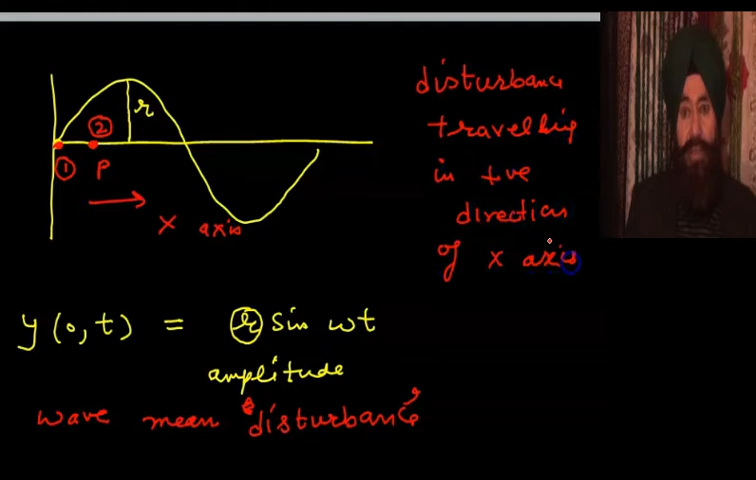 r
②
①
P
X axis
disturbance
travelling
in +ve
direction
of x axis
y(0,t) = r Sin ωt
amplitude
wave mean "disturbance"